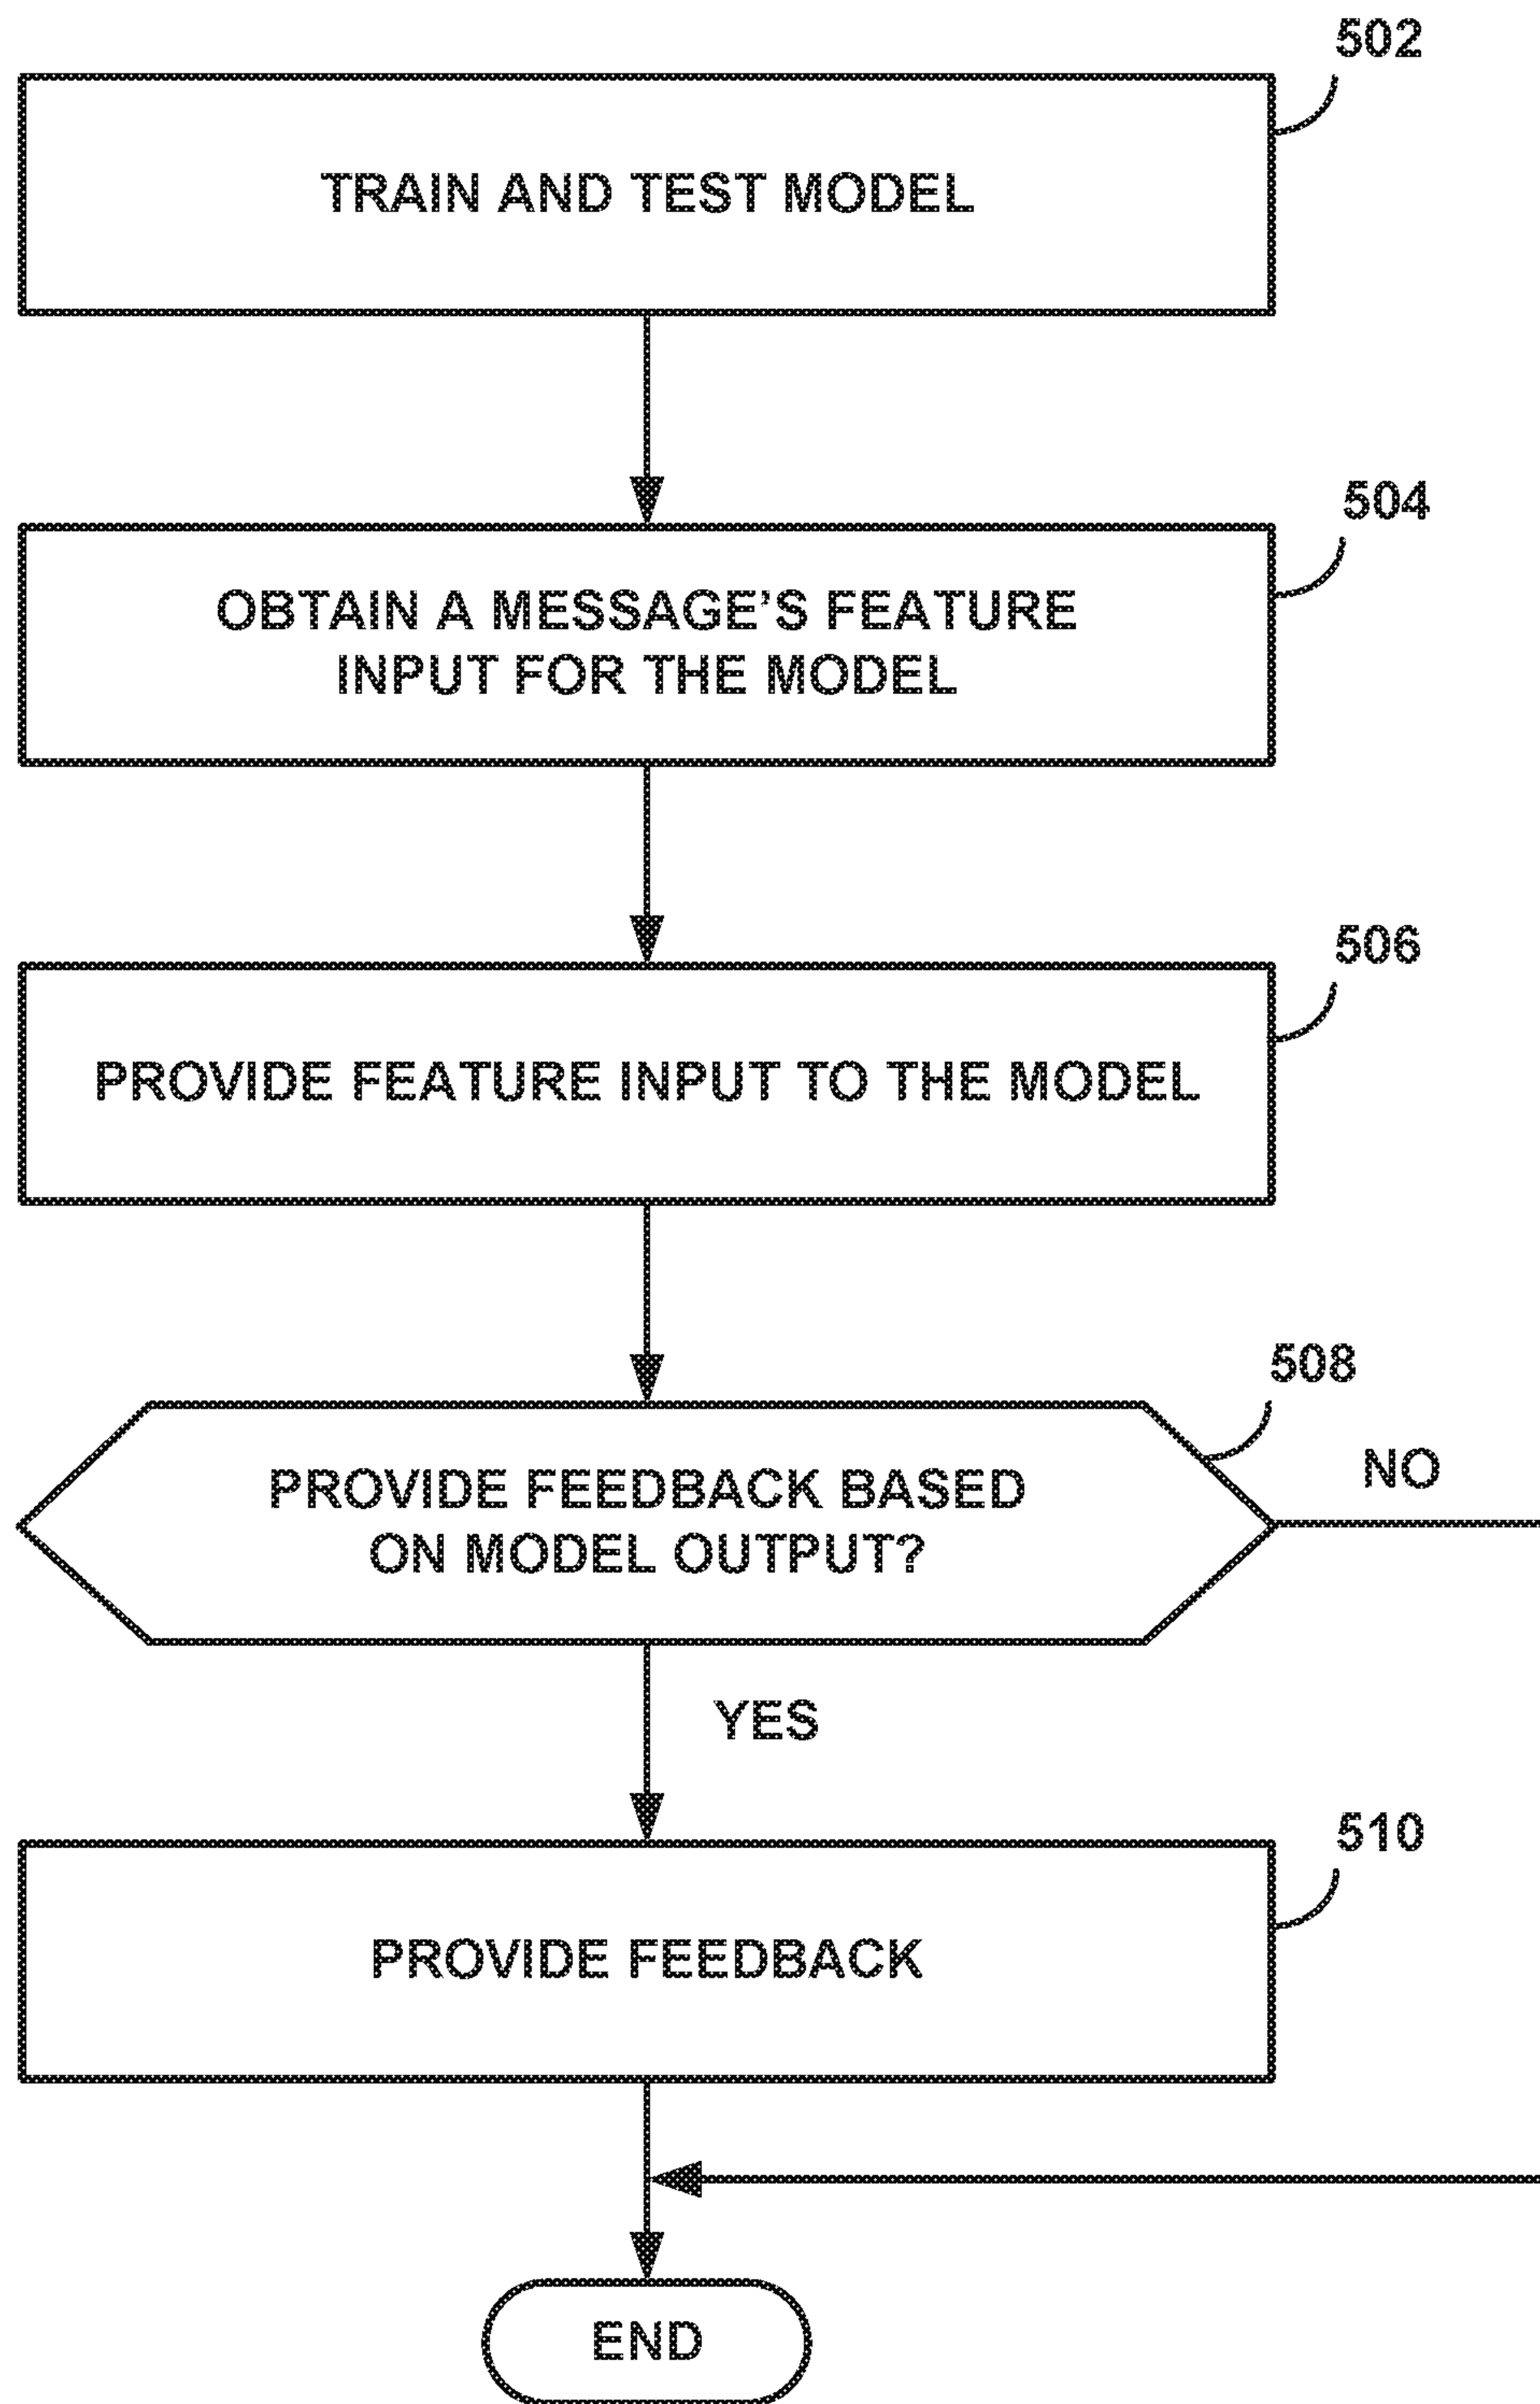 502
TRAIN AND TEST MODEL
504
OBTAIN A MESSAGE’S FEATURE
INPUT FOR THE MODEL
506
PROVIDE FEATURE INPUT TO THE MODEL
508
PROVIDE FEEDBACK BASED
ON MODEL OUTPUT?
NO
YES
510
PROVIDE FEEDBACK
END